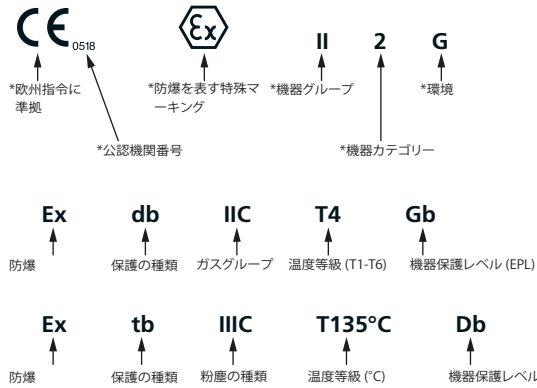 CE 0518 Ex II 2 G
*欧州指令に *防爆を表す特殊マ *機器グループ *環境
準拠 ーキング
*公認機関番号 *機器カテゴリー
Ex db IIC T4 Gb
防爆 保護の種類 ガスグループ 温度等級 (T1-T6) 機器保護レベル (EPL)
Ex tb IIIC T135°C Db
防爆 保護の種類 粉塵の種類 温度等級 (°C) 機器保護レベル